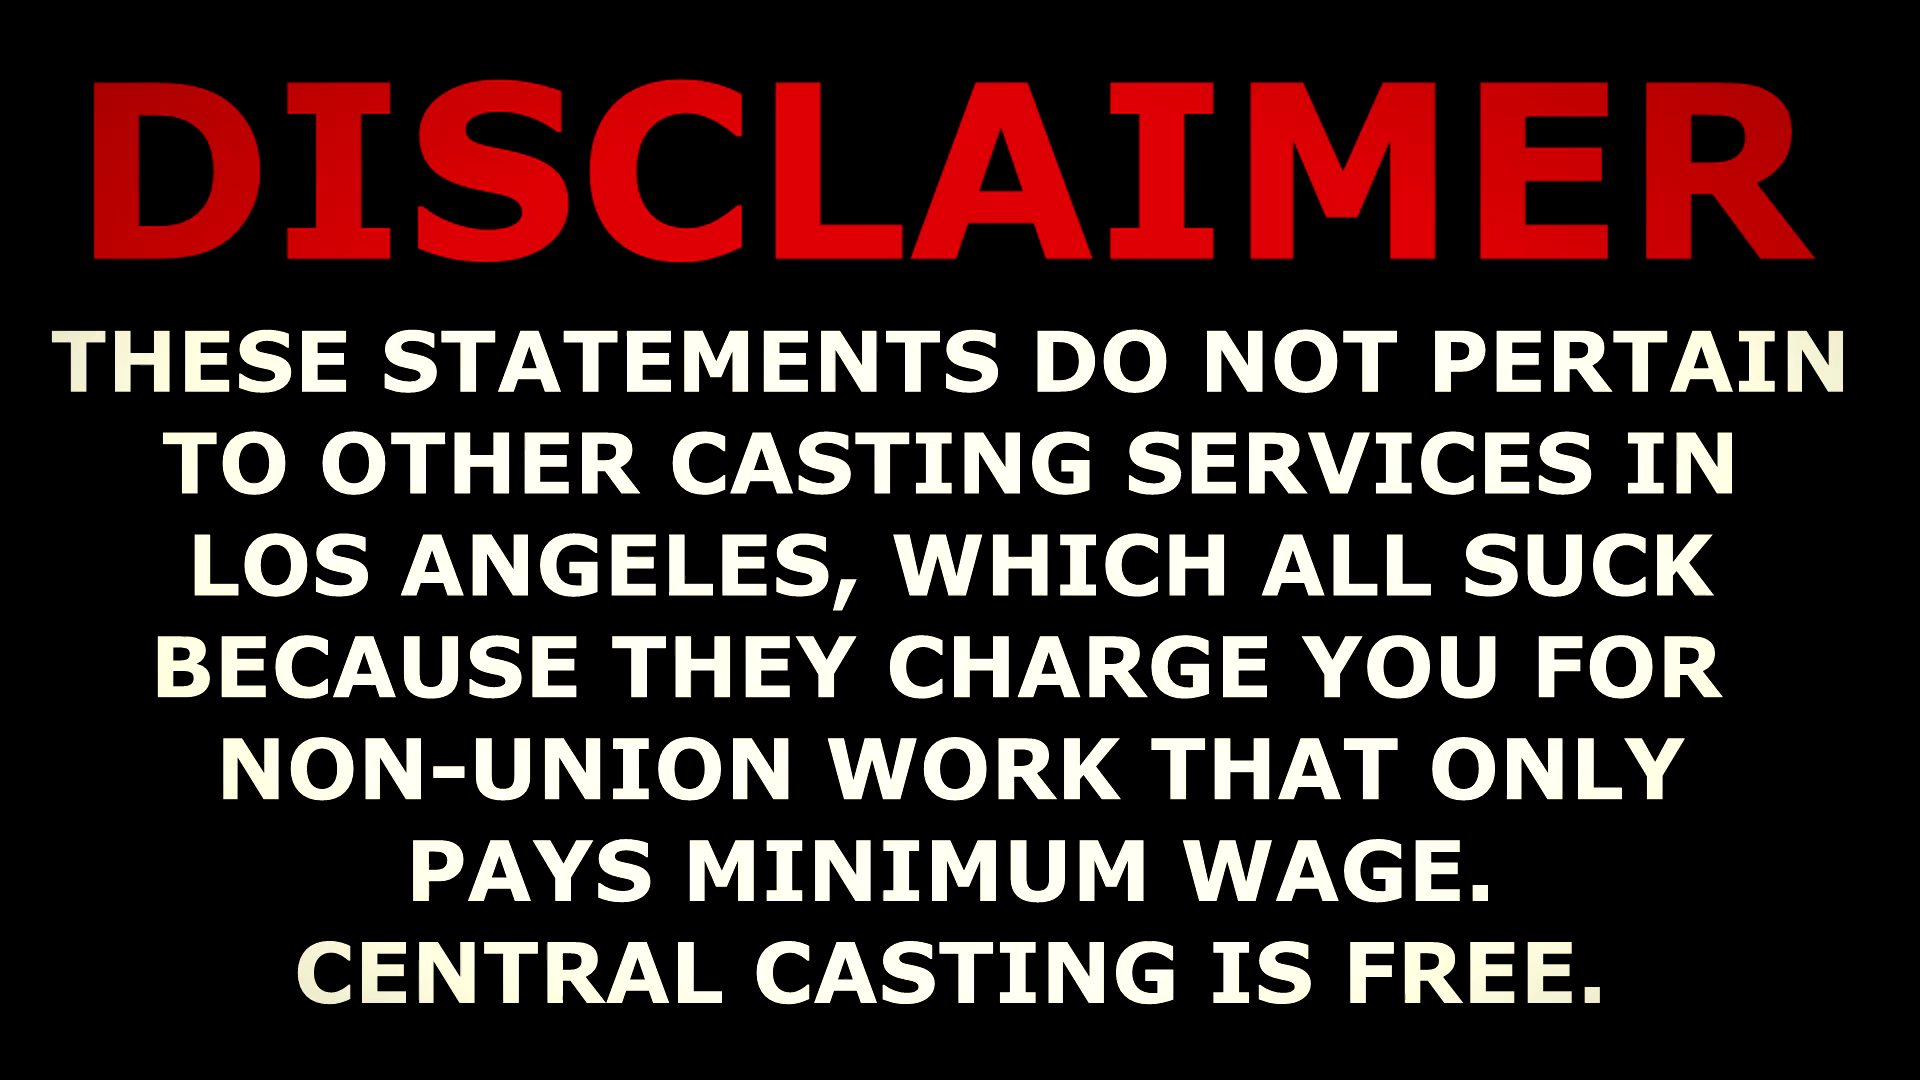 DISCLAIMER
THESE STATEMENTS DO NOT PERTAIN
TO OTHER CASTING SERVICES IN
LOS ANGELES, WHICH ALL SUCK
BECAUSE THEY CHARGE YOU FOR
NON-UNION WORK THAT ONLY
PAYS MINIMUM WAGE.
CENTRAL CASTING IS FREE.